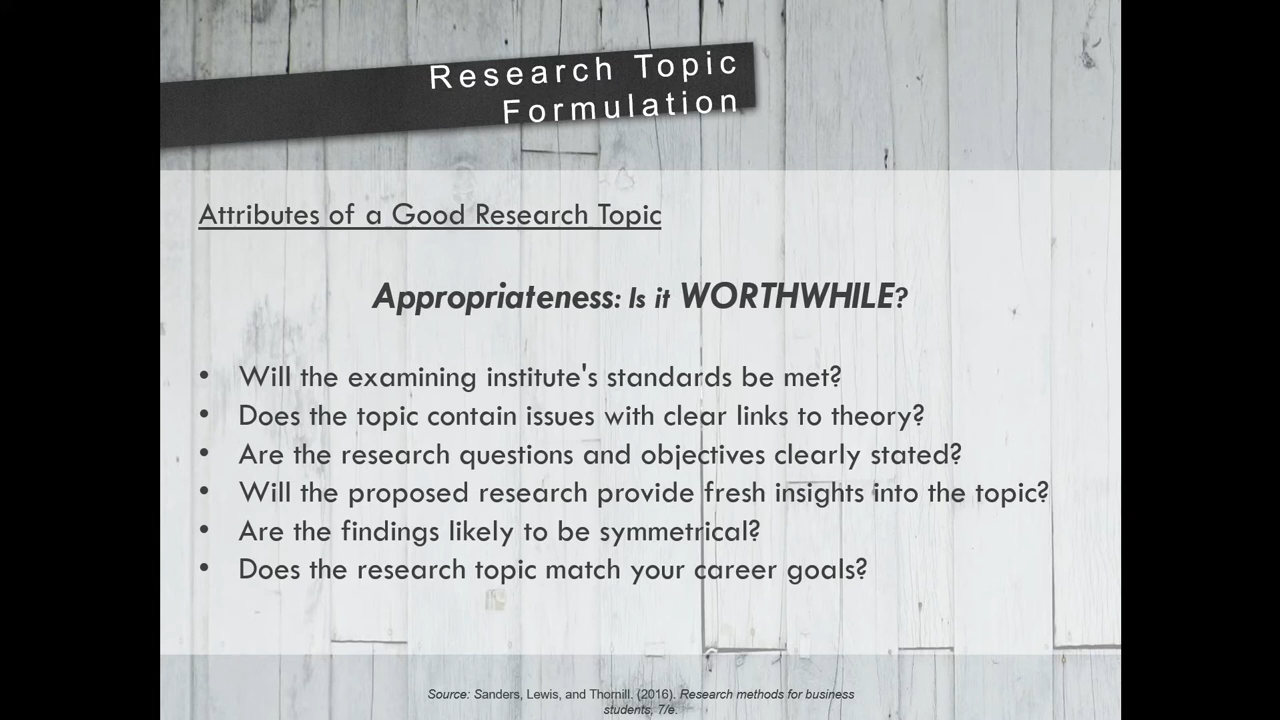 Research Topic
Formulation
Attributes of a Good Research Topic
Appropriateness: Is it WORTHWHILE?
• Will the examining institute's standards be met?
• Does the topic contain issues with clear links to theory?
• Are the research questions and objectives clearly stated?
• Will the proposed research provide fresh insights into the topic?
• Are the findings likely to be symmetrical?
• Does the research topic match your career goals?
Source: Sanders, Lewis, and Thornill. (2016). Research methods for business
students, 7/e.